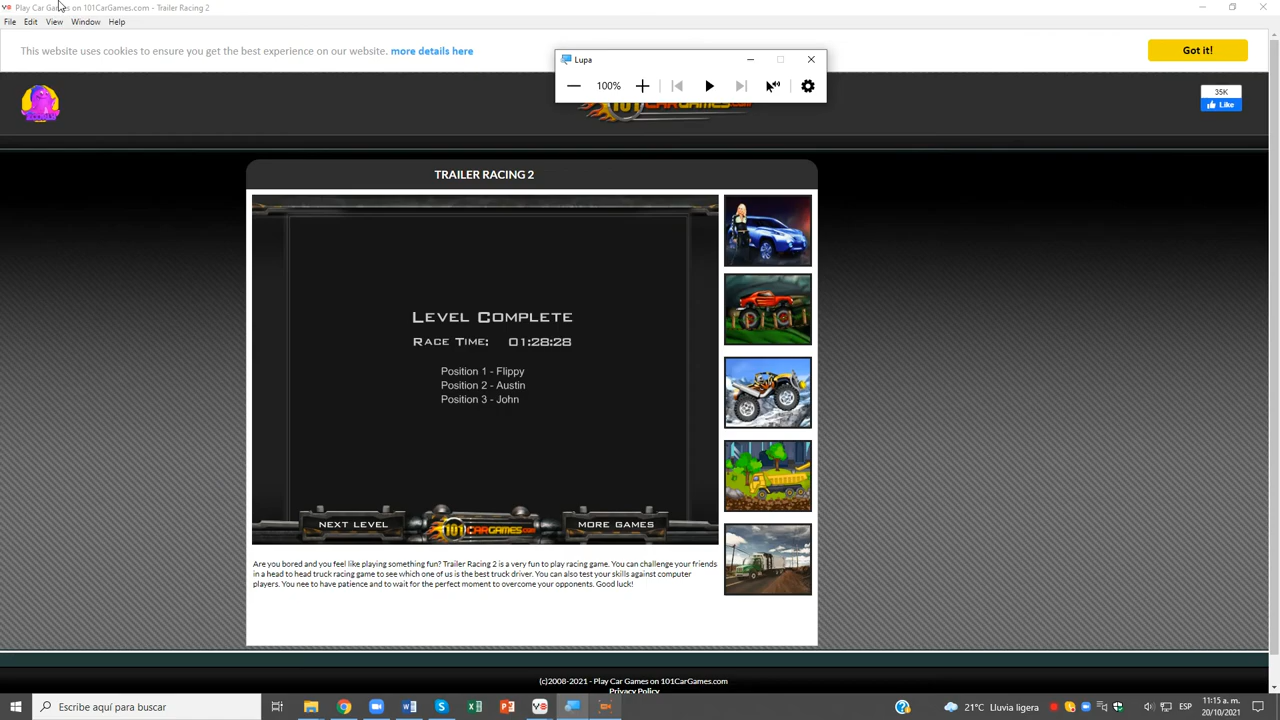 Play Car Games on 101CarGames.com - Trailer Racing 2
File Edit View Window Help
This website uses cookies to ensure you get the best experience on our website. more details here
Got it!
Lupa
100%
35K
Like
TRAILER RACING 2
LEVEL COMPLETE
RACE TIME: 01:28:28
Position 1 - Flippy
Position 2 - Austin
Position 3 - John
NEXT LEVEL
101CARGAMES.com
MORE GAMES
Are you bored and you feel like playing something fun? Trailer Racing 2 is a very fun to play racing game. You can challenge your friends
in a head to head truck racing game to see which one of us is the best truck driver. You can also test your skills against computer
players. You nee to have patience and to wait for the perfect moment to overcome your opponents. Good luck!
(c)2008-2021 - Play Car Games on 101CarGames.com
Privacy Policy
Escribe aquí para buscar
21°C Lluvia ligera
ESP
11:15 a. m.
20/10/2021